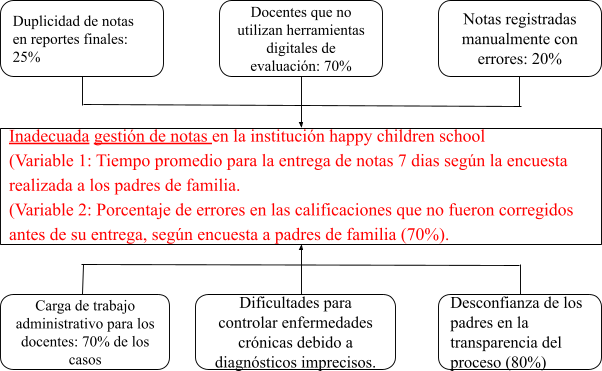 Duplicidad de notas
en reportes finales:
25%
Docentes que no
utilizan herramientas
digitales de
evaluación: 70%
Notas registradas
manualmente con
errores: 20%
Inadecuada gestión de notas en la institución happy children school
(Variable 1: Tiempo promedio para la entrega de notas 7 dias según la encuesta
realizada a los padres de familia.
(Variable 2: Porcentaje de errores en las calificaciones que no fueron corregidos
antes de su entrega, según encuesta a padres de familia (70%).
Carga de trabajo
administrativo para los
docentes: 70% de los
casos
Dificultades para
controlar enfermedades
crónicas debido a
diagnósticos imprecisos.
Desconfianza de los
padres en la
transparencia del
proceso (80%)